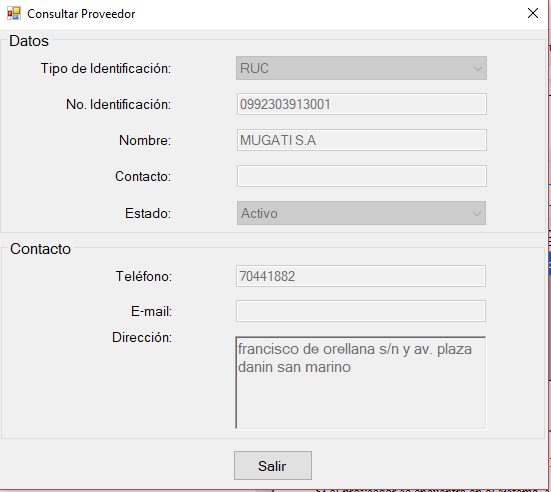 Consultar Proveedor
Datos
Tipo de Identificación: RUC
No. Identificación: 0992303913001
Nombre: MUGATI S.A
Contacto:
Estado: Activo
Contacto
Teléfono: 70441882
E-mail:
Dirección: francisco de orellana s/n y av. plaza
danin san marino
Salir